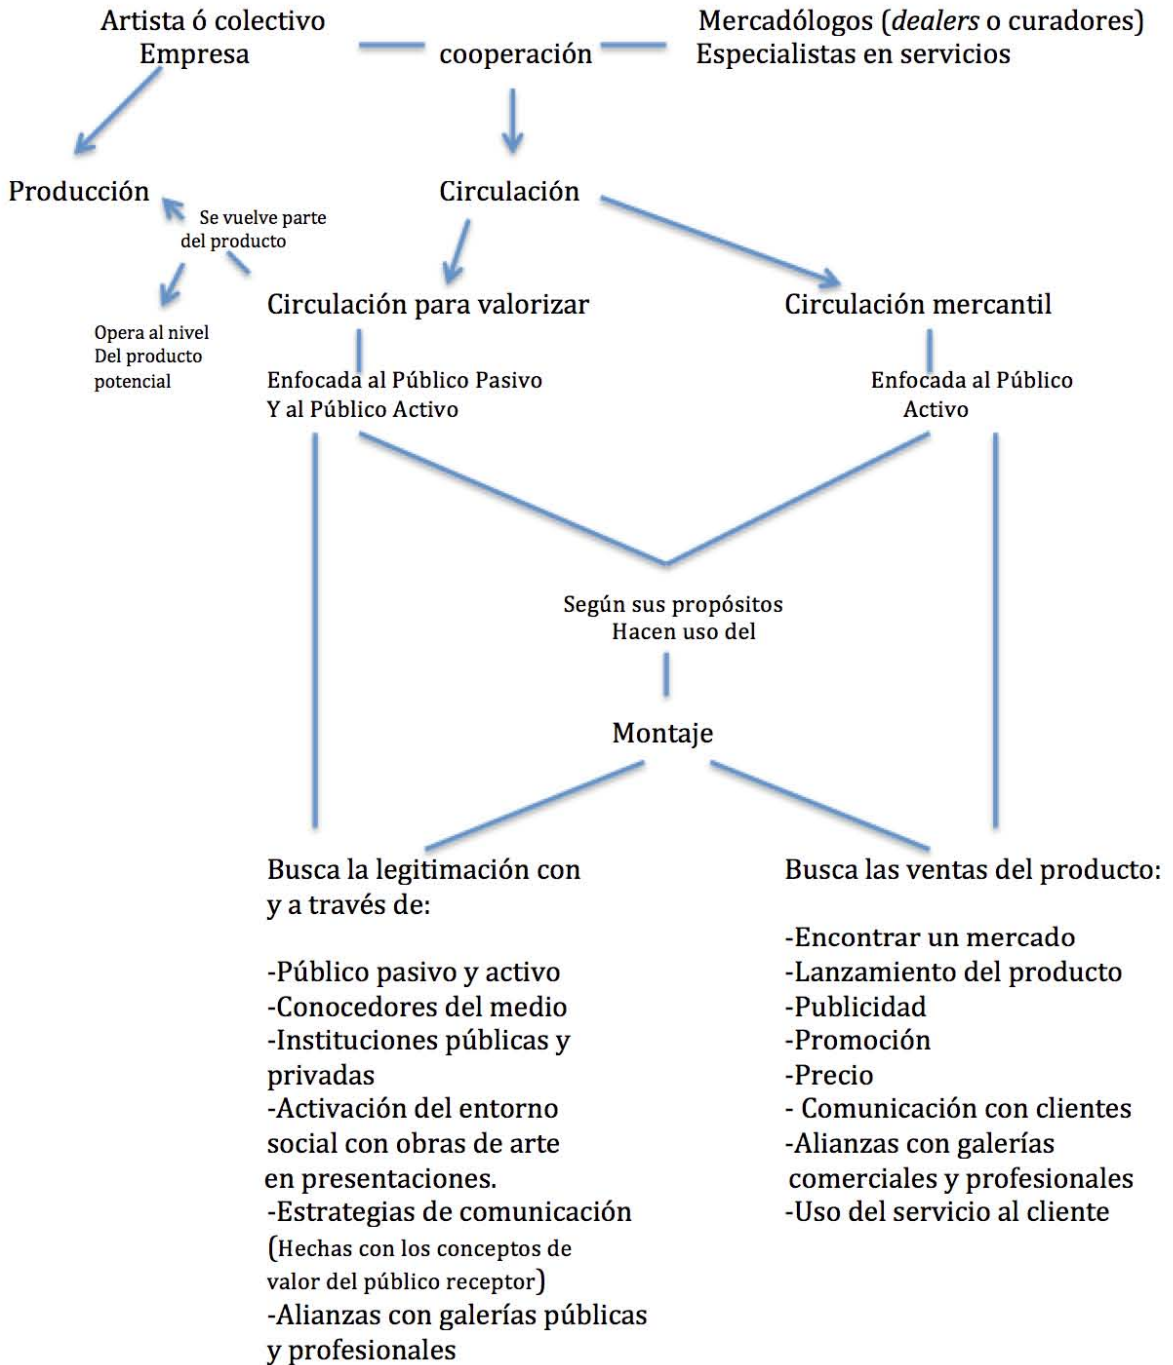 Artista ó colectivo
Empresa
cooperación
Mercadólogos (dealers o curadores)
Especialistas en servicios
Producción
Circulación
Se vuelve parte
del producto
Opera al nivel
Del producto
potencial
Circulación para valorizar
Circulación mercantil
Enfocada al Público Pasivo
Y al Público Activo
Enfocada al Público
Activo
Según sus propósitos
Hacen uso del
Montaje
Busca la legitimación con
y a través de:
-Público pasivo y activo
-Conocedores del medio
-Instituciones públicas y
privadas
-Activación del entorno
social con obras de arte
en presentaciones.
-Estrategias de comunicación
(Hechas con los conceptos de
valor del público receptor)
-Alianzas con galerías públicas
y profesionales
Busca las ventas del producto:
-Encontrar un mercado
-Lanzamiento del producto
-Publicidad
-Promoción
-Precio
- Comunicación con clientes
-Alianzas con galerías
comerciales y profesionales
-Uso del servicio al cliente